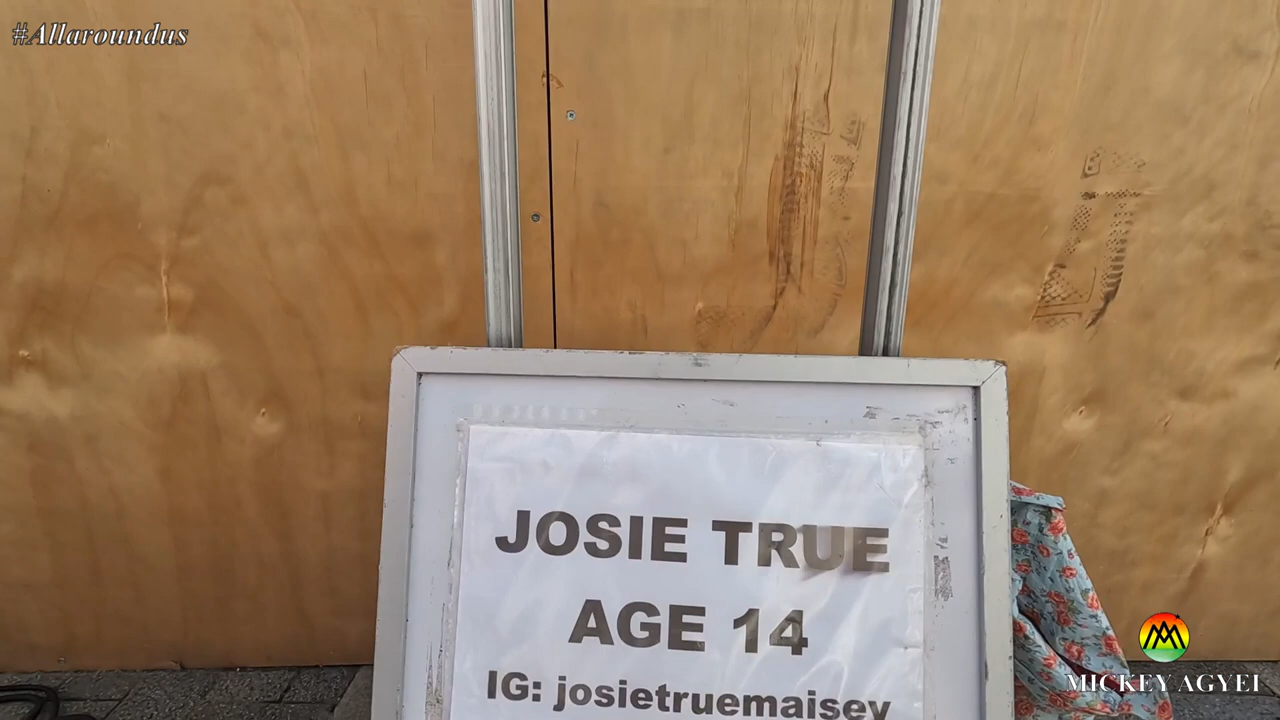 #Allaroundus
JOSIE TRUE
AGE 14
IG: josietruemaisey
MICKEY AGYEI